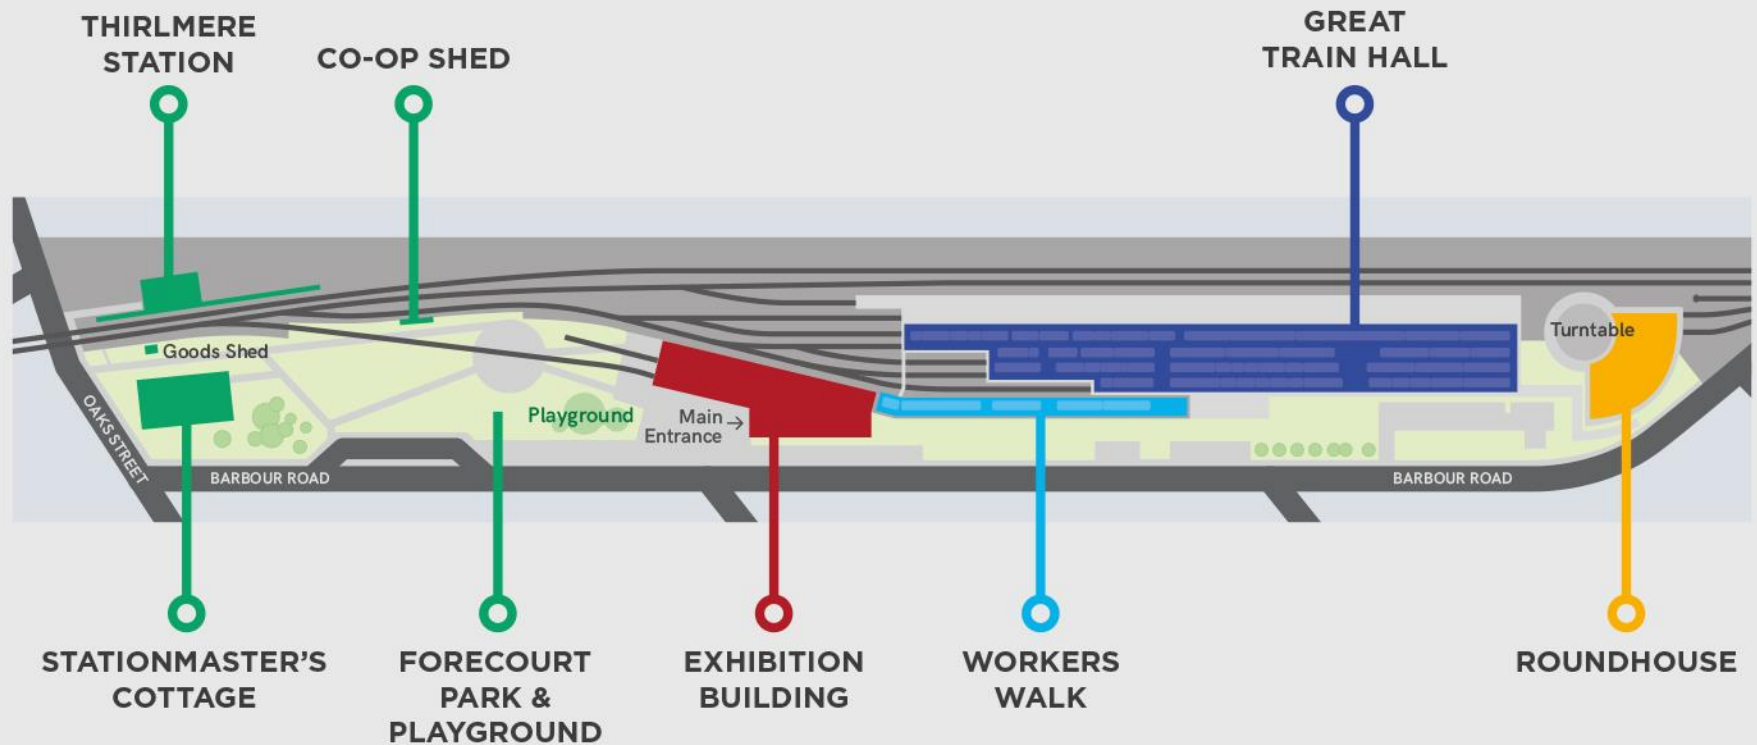 THIRLMERE
STATION
CO-OP SHED
GREAT
TRAIN HALL
Turntable
Goods Shed
OAKS STREET
Playground
Main →
Entrance
BARBOUR ROAD
BARBOUR ROAD
STATIONMASTER’S
COTTAGE
FORECOURT
PARK &
PLAYGROUND
EXHIBITION
BUILDING
WORKERS
WALK
ROUNDHOUSE